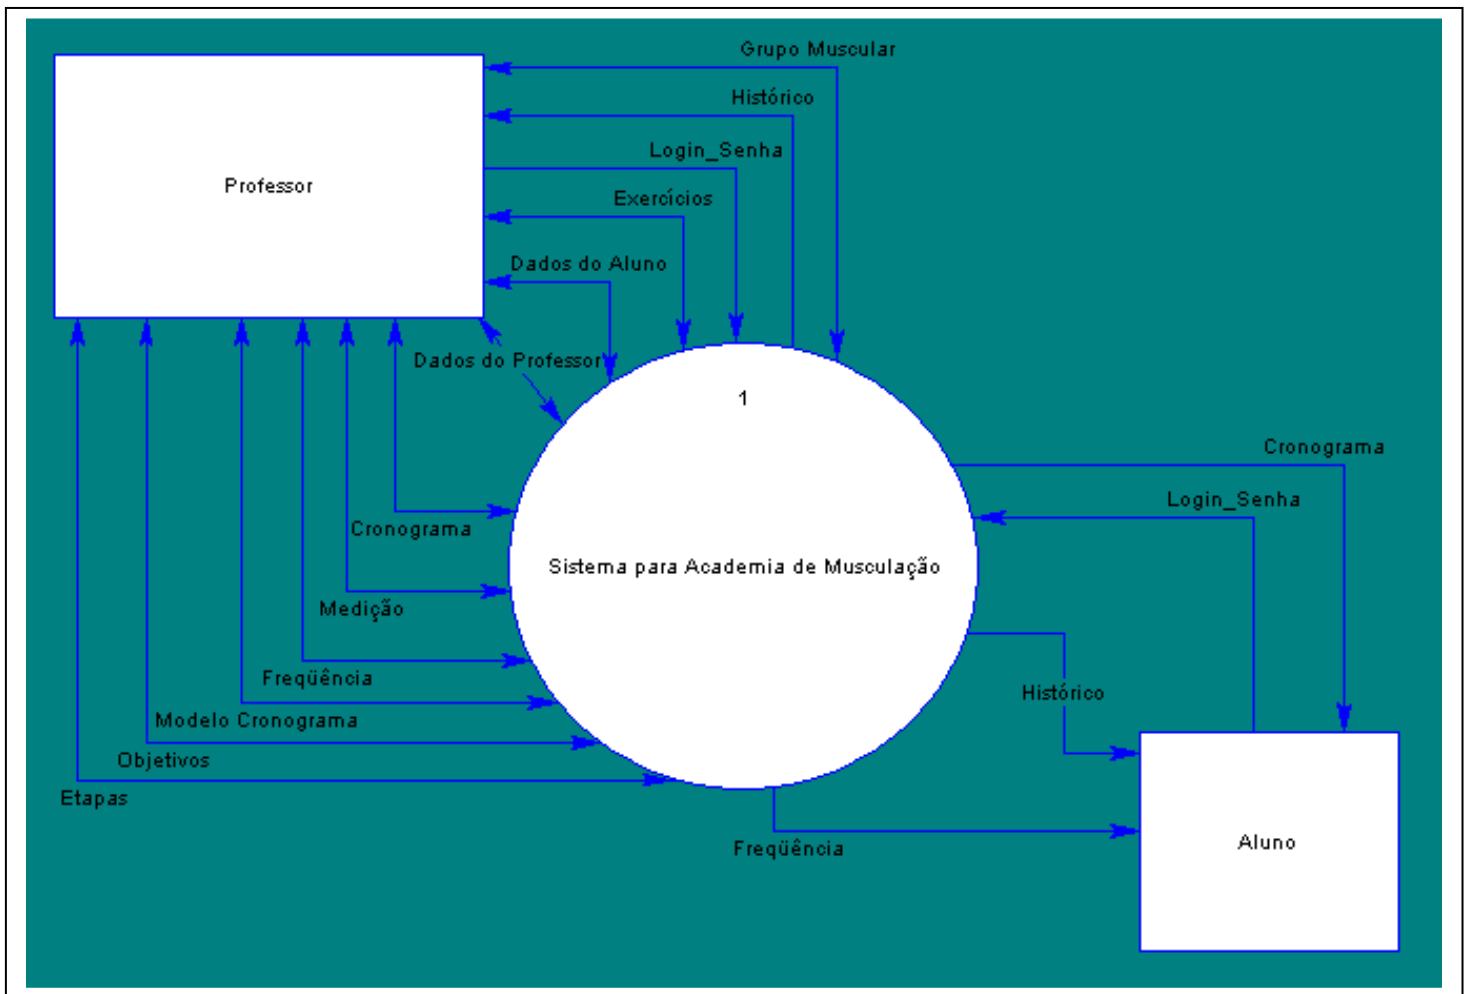 Grupo Muscular
Histórico
Login_Senha
Professor
Exercícios
Dados do Aluno
Dados do Professor
1
Cronograma
Login_Senha
Cronograma
Sistema para Academia de Musculação
Medição
Freqüência
Histórico
Modelo Cronograma
Objetivos
Etapas
Freqüência
Aluno